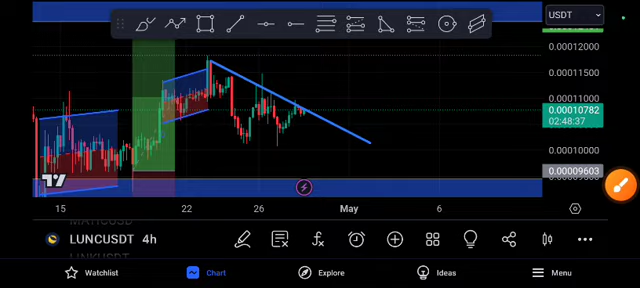 USDT
0.00012000
0.00011500
0.00011000
0.00010782
02:48:37
0.00010000
0.00009603
15
22
26
May
6
LUNCUSDT 4h
Watchlist
Chart
Explore
Ideas
Menu